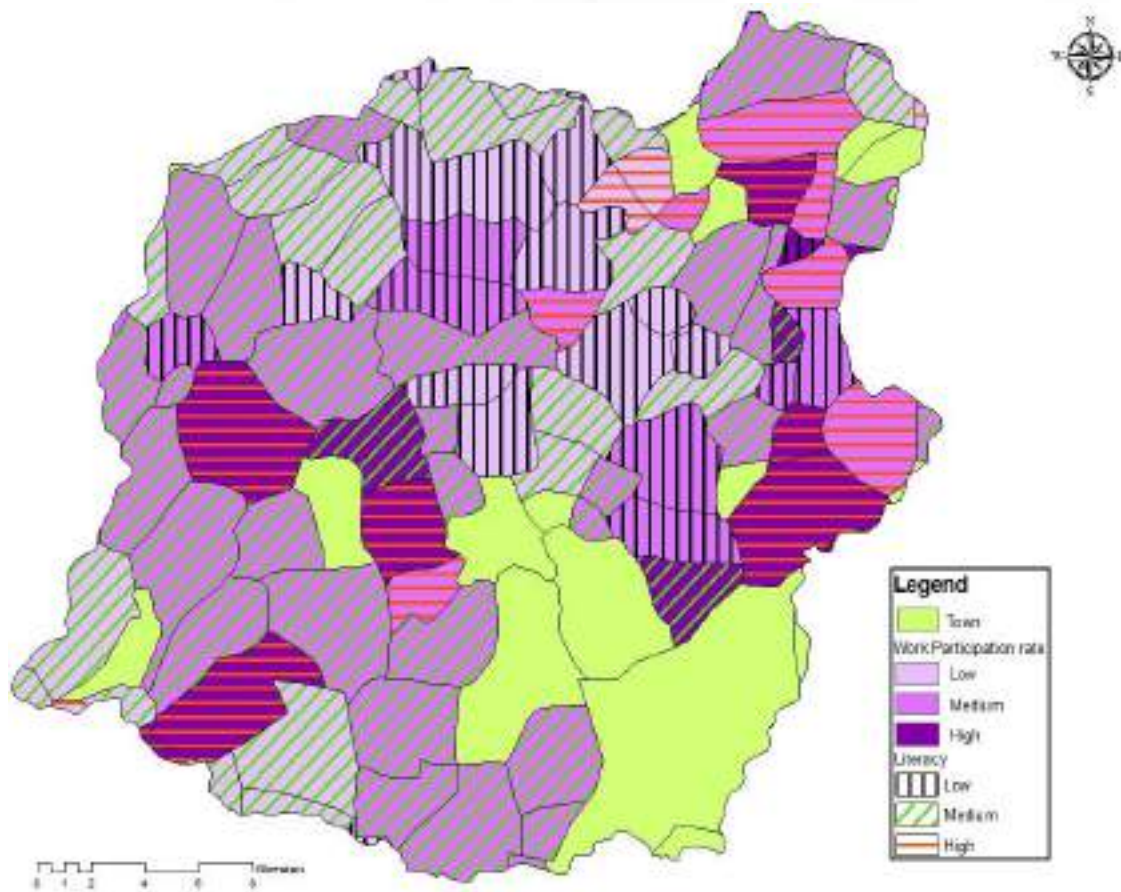 N
W
S
Legend
Town
Work Participation rate
Low
Medium
High
Literacy
Low
Medium
High
0 1 2 4 6 8